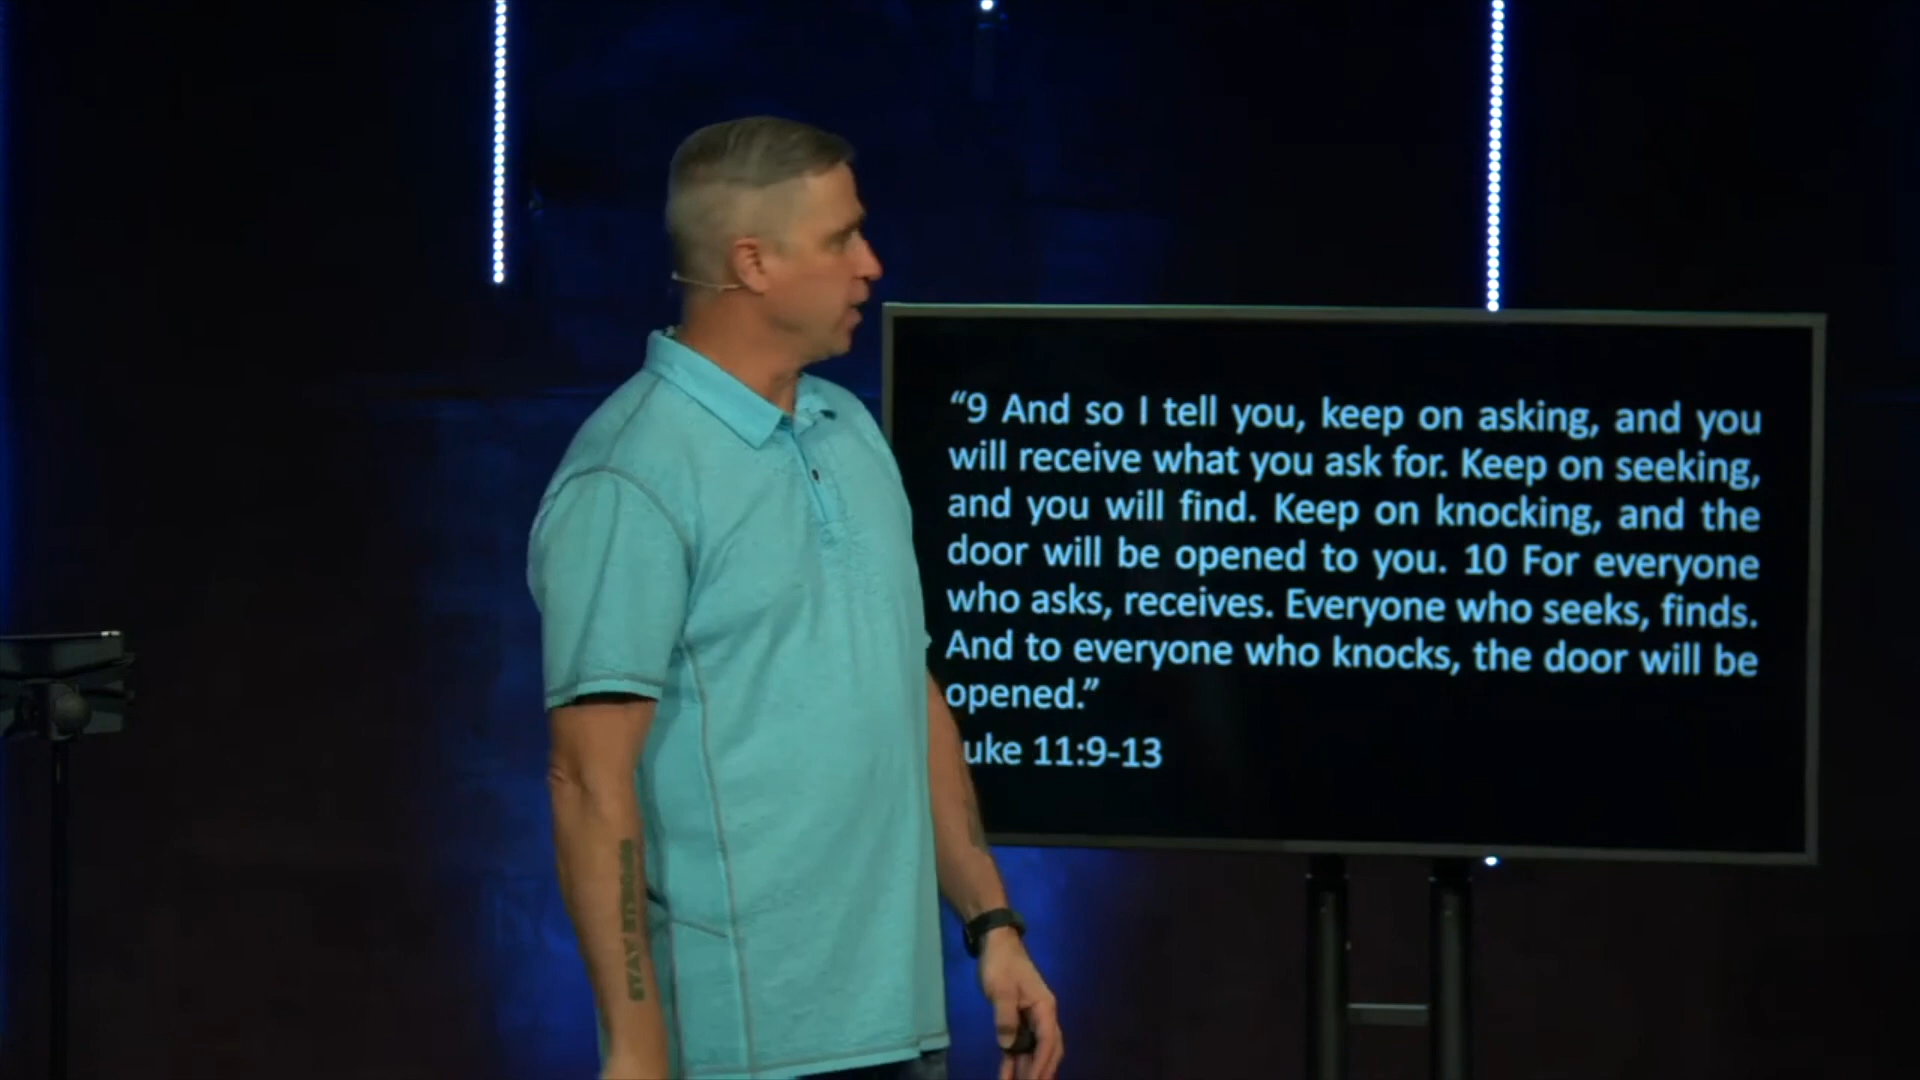 “9 And so I tell you, keep on asking, and you
will receive what you ask for. Keep on seeking,
and you will find. Keep on knocking, and the
door will be opened to you. 10 For everyone
who asks, receives. Everyone who seeks, finds.
And to everyone who knocks, the door will be
opened.”
uke 11:9-13